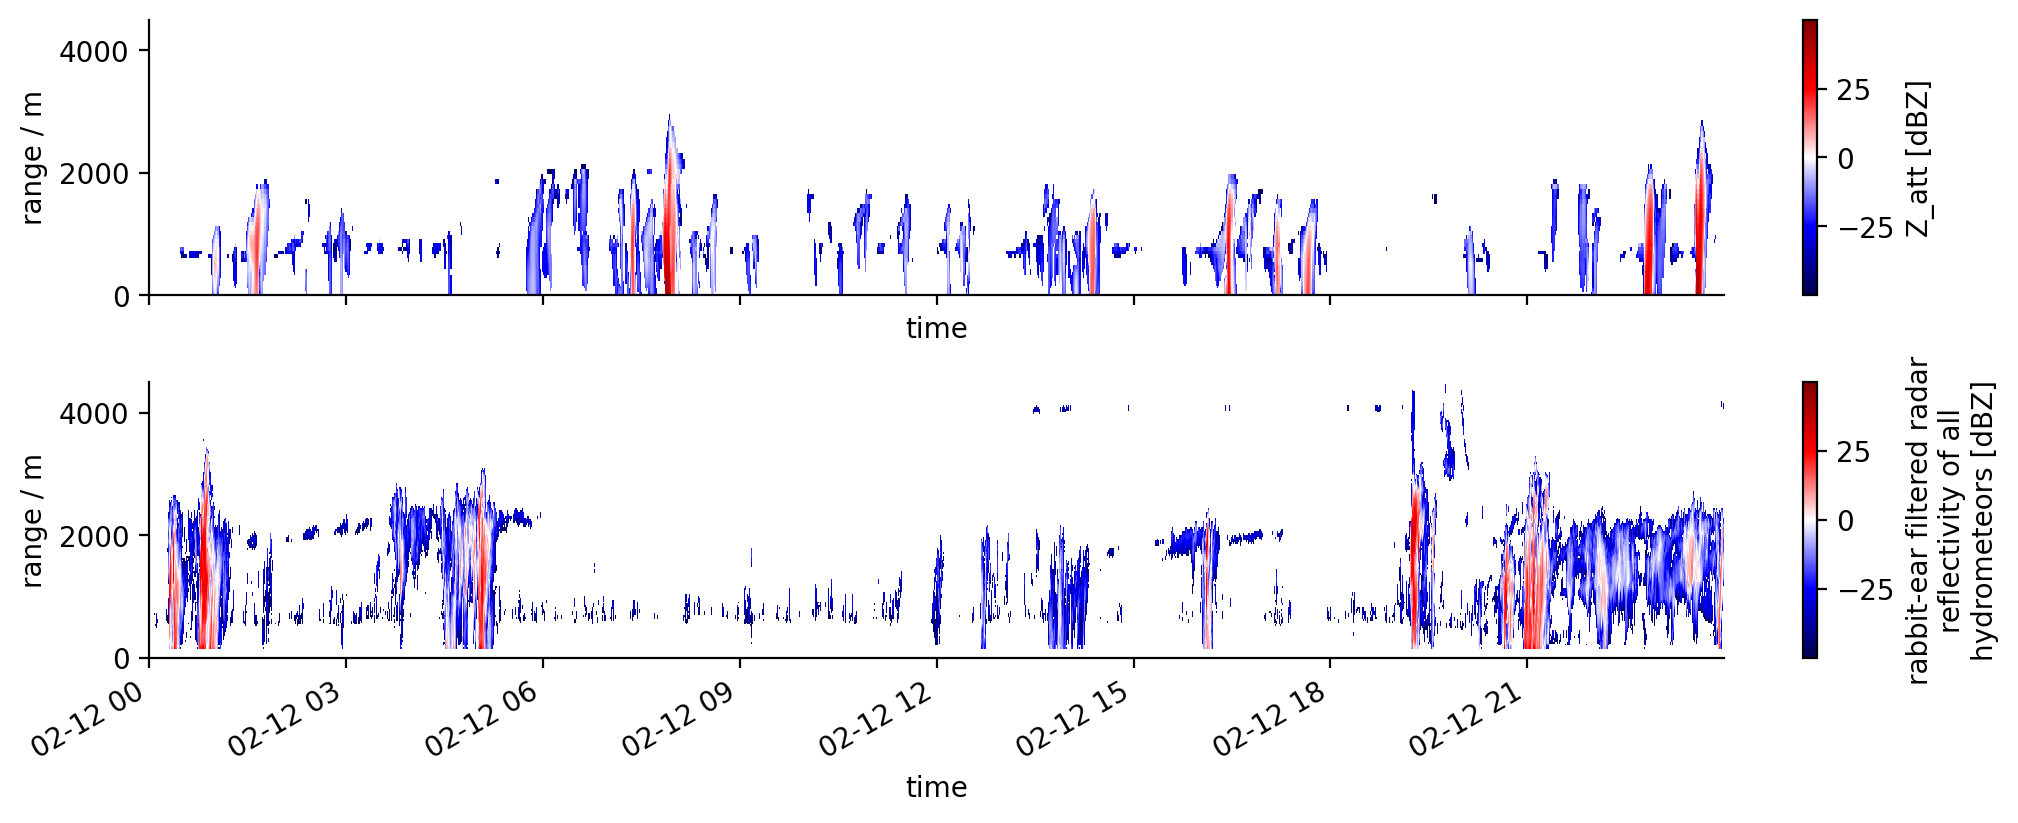 4000
2000
0
range / m
time
25
0
−25
Z_att [dBZ]
4000
2000
0
range / m
02-12 00
02-12 03
02-12 06
02-12 09
02-12 12
02-12 15
02-12 18
02-12 21
time
25
0
−25
rabbit-ear filtered radar
reflectivity of all
hydrometeors [dBZ]